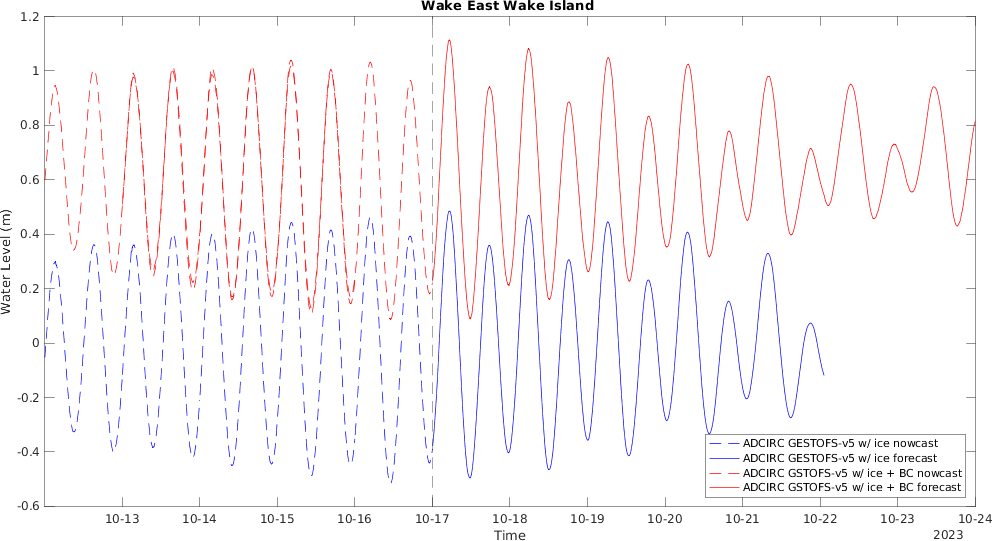 Wake East Wake Island
1.2
1
0.8
0.6
0.4
0.2
0
-0.2
-0.4
-0.6
Water Level (m)
ADCIRC GESTOFS-v5 w/ ice nowcast
ADCIRC GESTOFS-v5 w/ ice forecast
ADCIRC GSTOFS-v5 w/ ice + BC nowcast
ADCIRC GSTOFS-v5 w/ ice + BC forecast
10-13 10-14 10-15 10-16 10-17 10-18 10-19 10-20 10-21 10-22 10-23 10-24
Time
2023